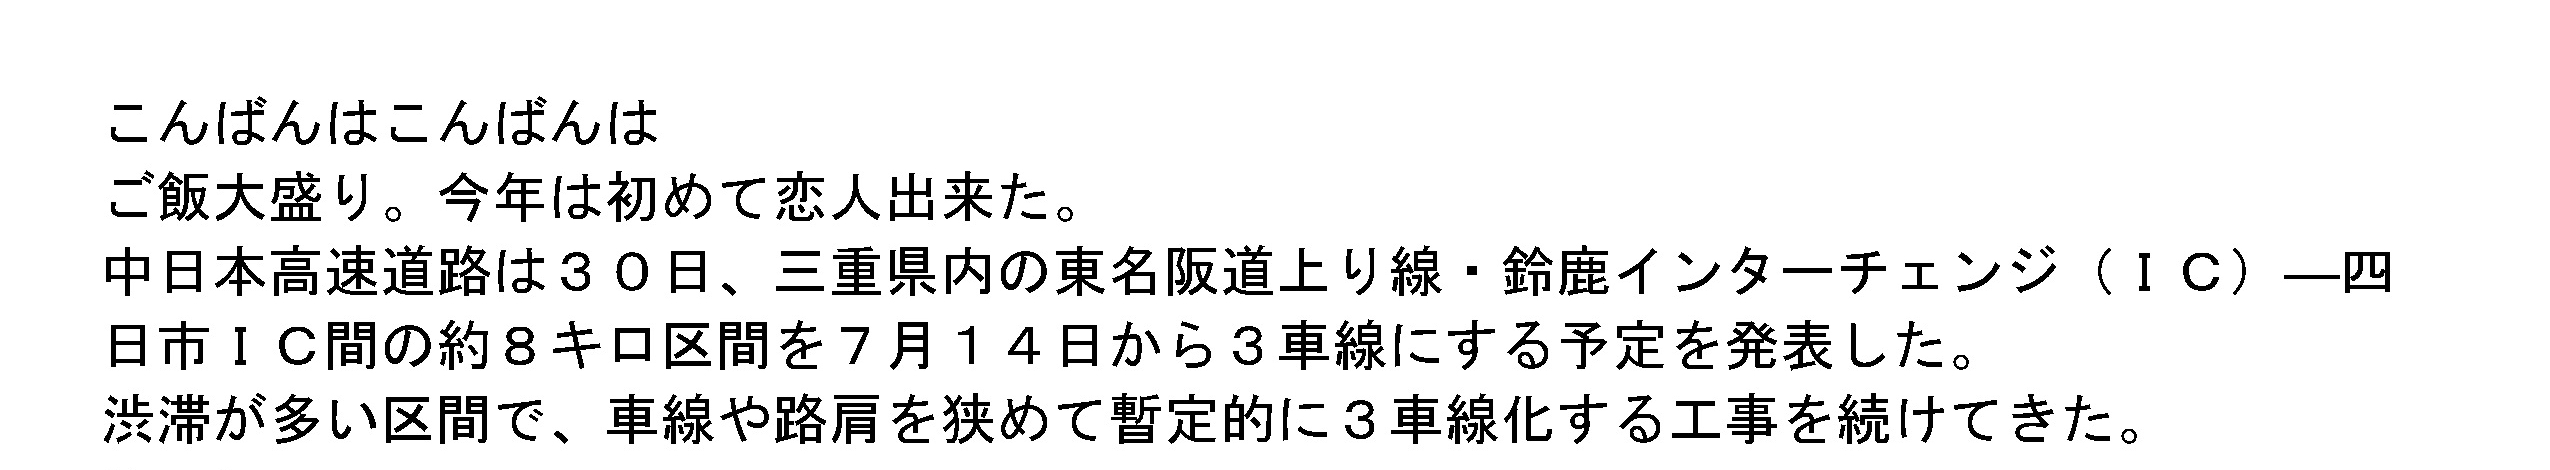 こんばんはこんばんは
ご飯大盛り。今年は初めて恋人出来た。
中日本高速道路は３０日、三重県内の東名阪道上り線・鈴鹿インターチェンジ（ＩＣ）―四
日市ＩＣ間の約８キロ区間を７月１４日から３車線にする予定を発表した。
渋滞が多い区間で、車線や路肩を狭めて暫定的に３車線化する工事を続けてきた。